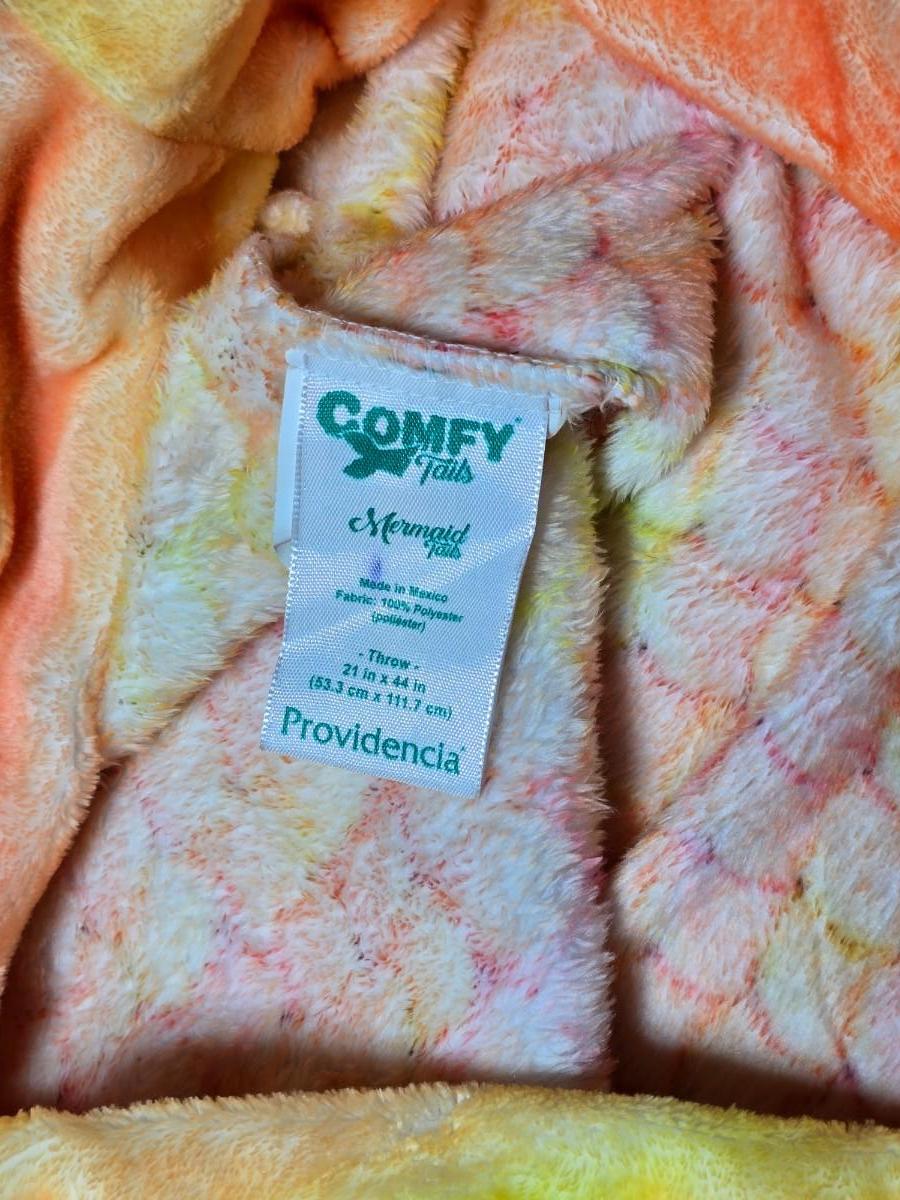 COMFY
Tails
Mermaid
Tails
Made in Mexico
Fabric: 100% Polyester
(poliéster)
- Throw -
21 in x 44 in
(53.3 cm x 111.7 cm)
Providencia